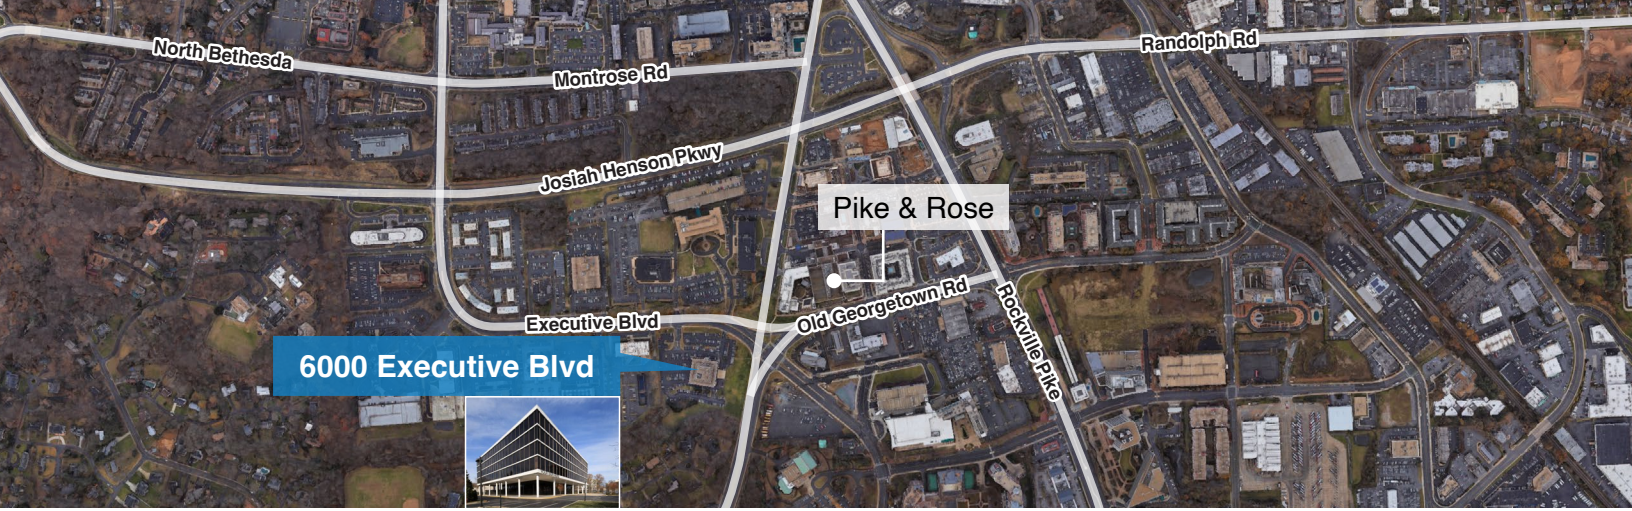 North Bethesda
Montrose Rd
Randolph Rd
Josiah Henson Pkwy
Pike & Rose
Old Georgetown Rd
Rockville Pike
Executive Blvd
6000 Executive Blvd